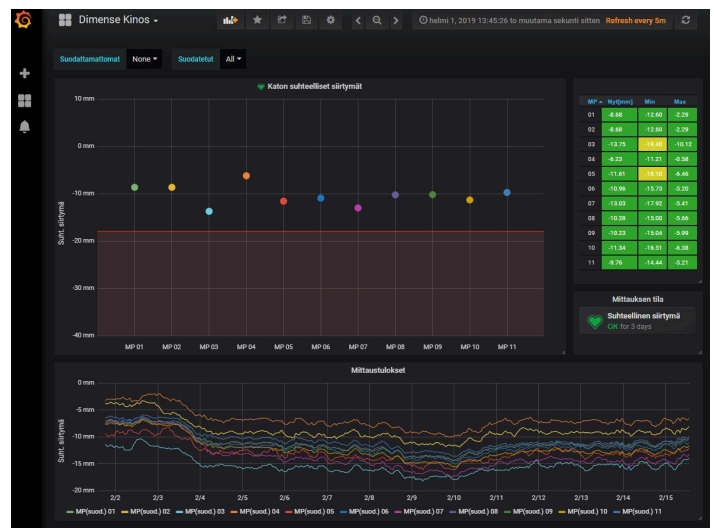 Dimense Kinos
helmi 1, 2019 13:45:26 to muutama sekunti sitten Refresh every 5m
Suodattamattomat None Suodatetut All
Katon suhteelliset siirtymät
10 mm
0 mm
-10 mm
-20 mm
-30 mm
-40 mm
Suht. siirtymä
MP 01 MP 02 MP 03 MP 04 MP 05 MP 06 MP 07 MP 08 MP 09 MP 10 MP 11
MP Nyt[mm] Min Max
01 -8.68 -12.60 -2.29
02 -8.68 -12.60 -2.29
03 -13.75 -10.12
04 -6.23 -11.21 -0.58
05 -11.61 -6.46
06 -10.96 -15.73 -5.20
07 -13.03 -17.92 -5.41
08 -10.28 -15.00 -5.66
09 -10.23 -15.04 -5.99
10 -11.34 -16.51 -6.38
11 -9.76 -14.44 -5.21
Mittauksen tila
Suhteellinen siirtymä
OK for 3 days
Mittaustulokset
0 mm
-5 mm
-10 mm
-15 mm
-20 mm
Suht. siirtymä
2/2 2/3 2/4 2/5 2/6 2/7 2/8 2/9 2/10 2/11 2/12 2/13 2/14 2/15
MP(suod.) 01 MP(suod.) 02 MP(suod.) 03 MP(suod.) 04 MP(suod.) 05 MP(suod.) 06 MP(suod.) 07 MP(suod.) 08 MP(suod.) 09 MP(suod.) 10 MP(suod.) 11